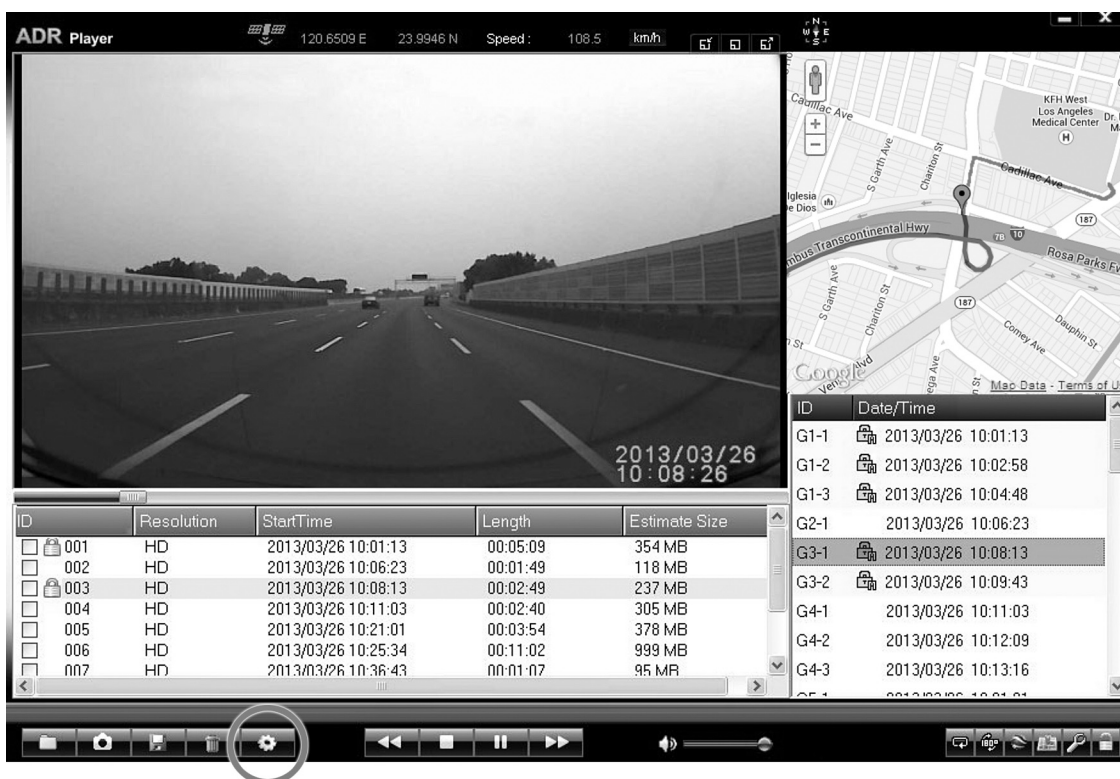 ADR Player 120.6509 E 23.9946 N Speed : 108.5 km/h
N
W E
S
KFH West
Los Angeles
Medical Center
Dr.
H
Cadillac Ave
S Garth Ave
Chariton St
Cadillac Ave
Iglesia
De Dios
187
Transcontinental Hwy
7B 10
Rosa Parks
S Garth Ave
Chariton St
187
Dauphin St
Comey Ave
Google
Map Data - Terms of U
2013/03/26
10:08:26
ID Resolution StartTime Length Estimate Size
001 HD 2013/03/26 10:01:13 00:05:09 354 MB
002 HD 2013/03/26 10:06:23 00:01:49 118 MB
003 HD 2013/03/26 10:08:13 00:02:49 237 MB
004 HD 2013/03/26 10:11:03 00:02:40 305 MB
005 HD 2013/03/26 10:21:01 00:03:54 378 MB
006 HD 2013/03/26 10:25:34 00:11:02 999 MB
007 HD 2013/03/26 10:36:43 00:01:07 95 MB
ID Date/Time
G1-1 2013/03/26 10:01:13
G1-2 2013/03/26 10:02:58
G1-3 2013/03/26 10:04:48
G2-1 2013/03/26 10:06:23
G3-1 2013/03/26 10:08:13
G3-2 2013/03/26 10:09:43
G4-1 2013/03/26 10:11:03
G4-2 2013/03/26 10:12:09
G4-3 2013/03/26 10:13:16
180°